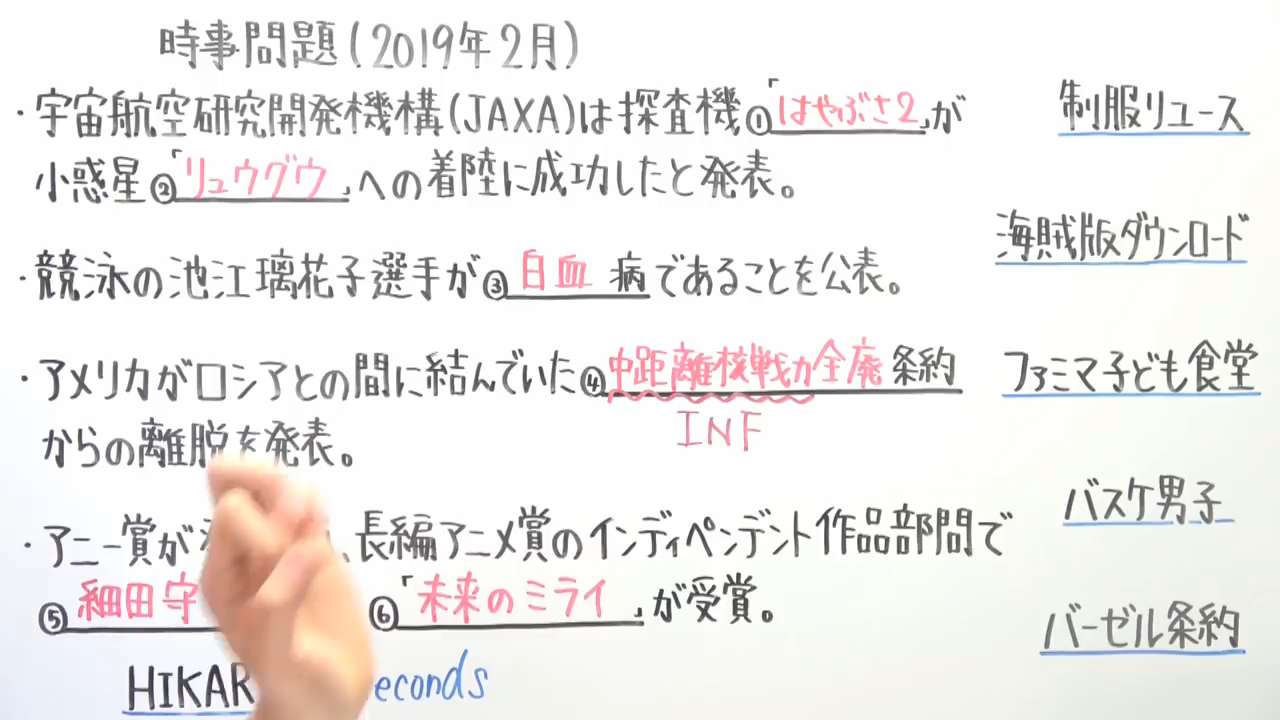 時事問題(2019年2月)
・宇宙航空研究開発機構(JAXA)は探査機①「はやぶさ2」が
小惑星②「リュウグウ」への着陸に成功したと発表。
・競泳の池江璃花子選手が③白血病であることを公表。
・アメリカがロシアとの間に結んでいた④中距離核戦力全廃条約
INF
からの離脱を発表。
・アニー賞が 長編アニメ賞のインディペンデント作品部門で
⑤細田守 ⑥「未来のミライ」が受賞。
HIKAR econds
制服リユース
海賊版ダウンロード
ファミマ子ども食堂
バスケ男子
バーゼル条約